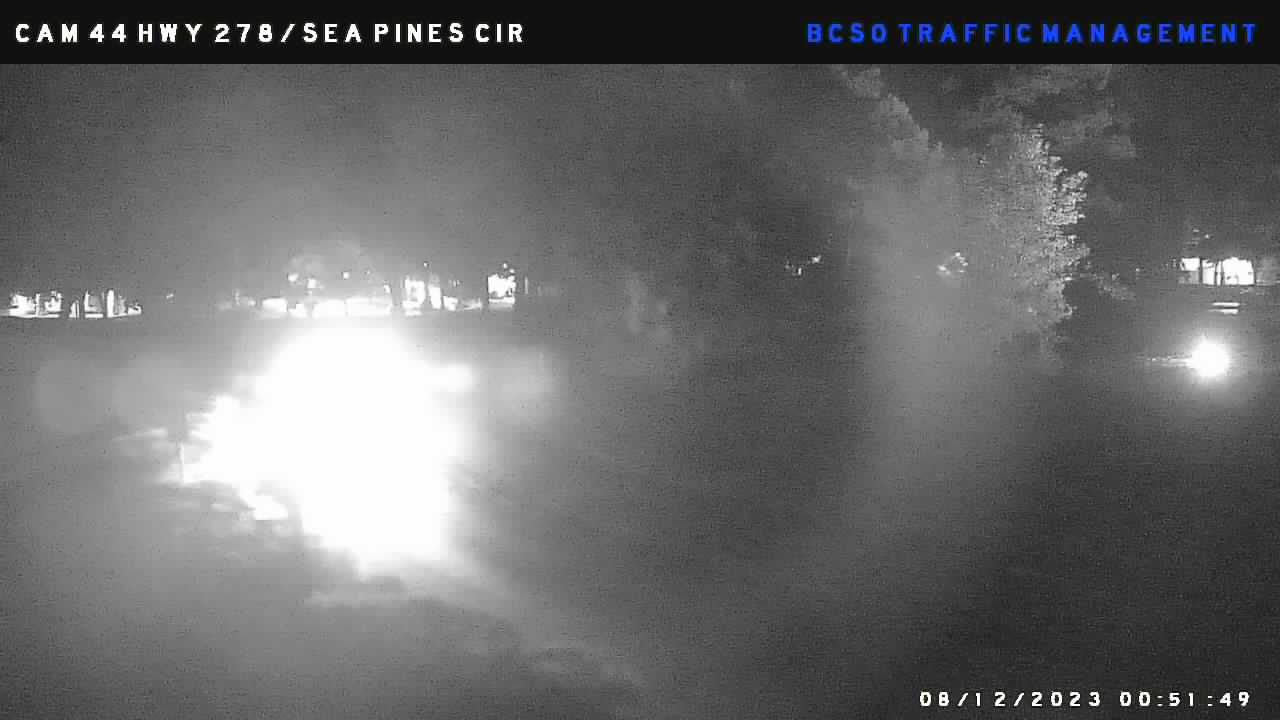 CAM 44 HWY 278/SEA PINES CIR
BCSO TRAFFIC MANAGEMENT
08/12/2023 00:51:49